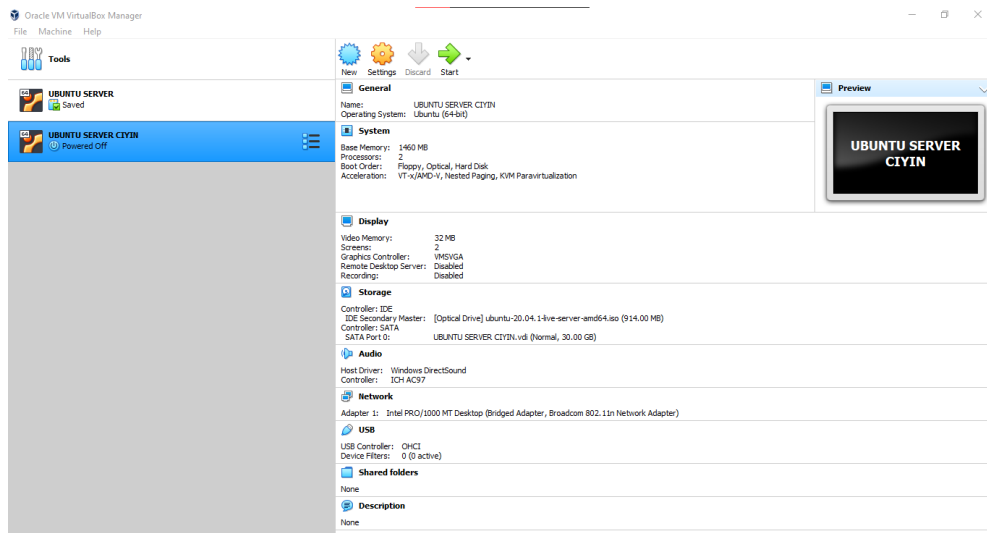 Oracle VM VirtualBox Manager
File Machine Help
Tools
New Settings Discard Start
64
UBUNTU SERVER
Saved
64
UBUNTU SERVER CIYIN
Powered Off
General
Name: UBUNTU SERVER CIYIN
Operating System: Ubuntu (64-bit)
System
Base Memory: 1460 MB
Processors: 2
Boot Order: Floppy, Optical, Hard Disk
Acceleration: VT-x/AMD-V, Nested Paging, KVM Paravirtualization
Preview
UBUNTU SERVER
CIYIN
Display
Video Memory: 32 MB
Screens: 2
Graphics Controller: VMSVGA
Remote Desktop Server: Disabled
Recording: Disabled
Storage
Controller: IDE
IDE Secondary Master: [Optical Drive] ubuntu-20.04.1-live-server-amd64.iso (914.00 MB)
Controller: SATA
SATA Port 0: UBUNTU SERVER CIYIN.vdi (Normal, 30.00 GB)
Audio
Host Driver: Windows DirectSound
Controller: ICH AC97
Network
Adapter 1: Intel PRO/1000 MT Desktop (Bridged Adapter, Broadcom 802.11n Network Adapter)
USB
USB Controller: OHCI
Device Filters: 0 (0 active)
Shared folders
None
Description
None